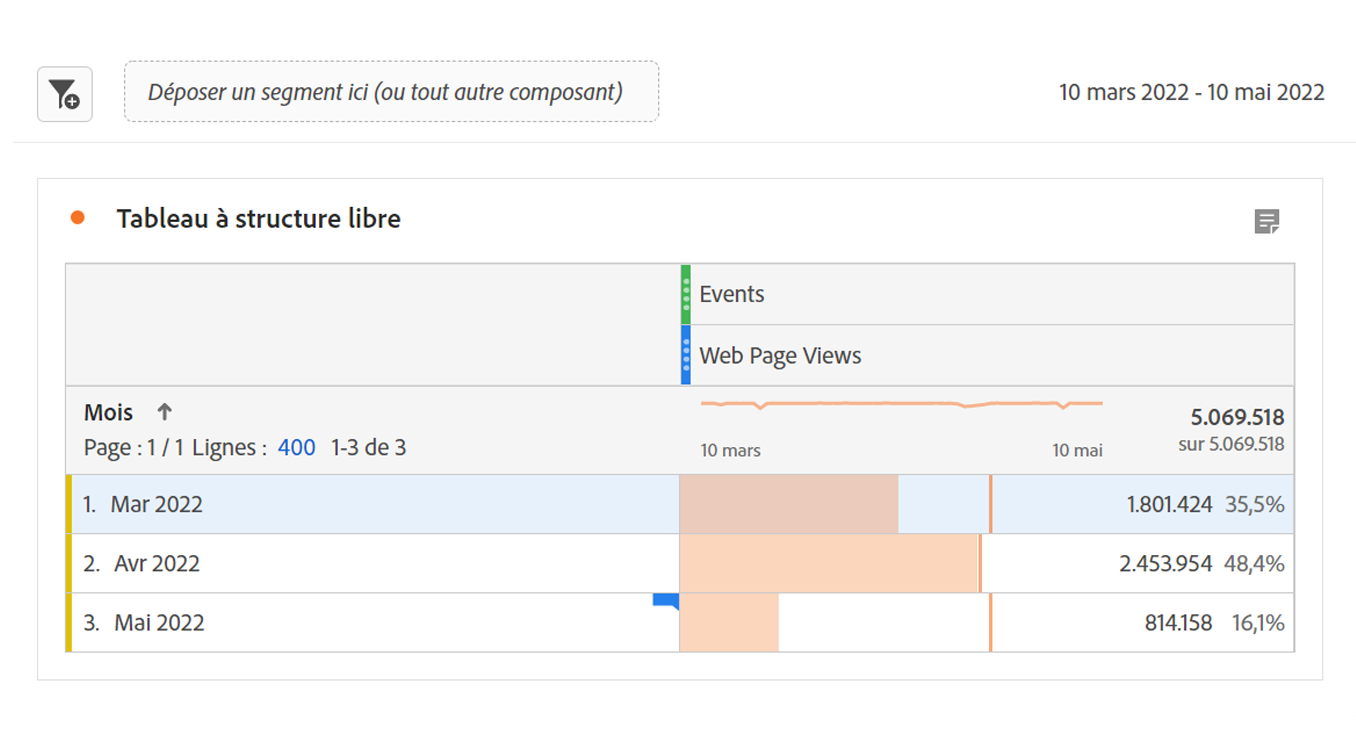 Déposer un segment ici (ou tout autre composant)
10 mars 2022 - 10 mai 2022
Tableau à structure libre
Events
Web Page Views
Mois
5.069.518
Page : 1 / 1 Lignes : 400 1-3 de 3
10 mars
10 mai
sur 5.069.518
1. Mar 2022 1.801.424 35,5%
2. Avr 2022 2.453.954 48,4%
3. Mai 2022 814.158 16,1%